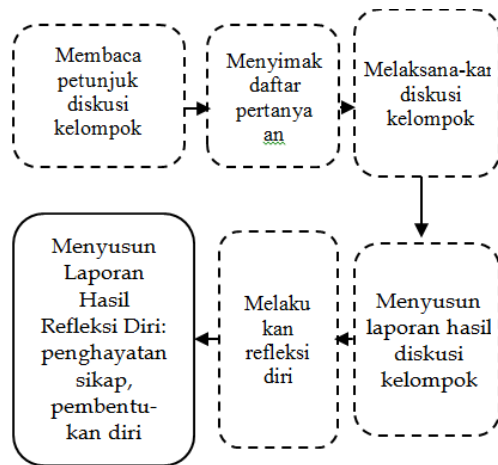 Membaca
petunjuk
diskusi
kelompok
Menyimak
daftar
pertanya
an
Melaksana-kan
diskusi
kelompok
Menyusun
laporan hasil
diskusi
kelompok
Melaku
kan
refleksi
diri
Menyusun
Laporan
Hasil
Refleksi Diri:
penghayatan
sikap,
pembentu-
kan diri